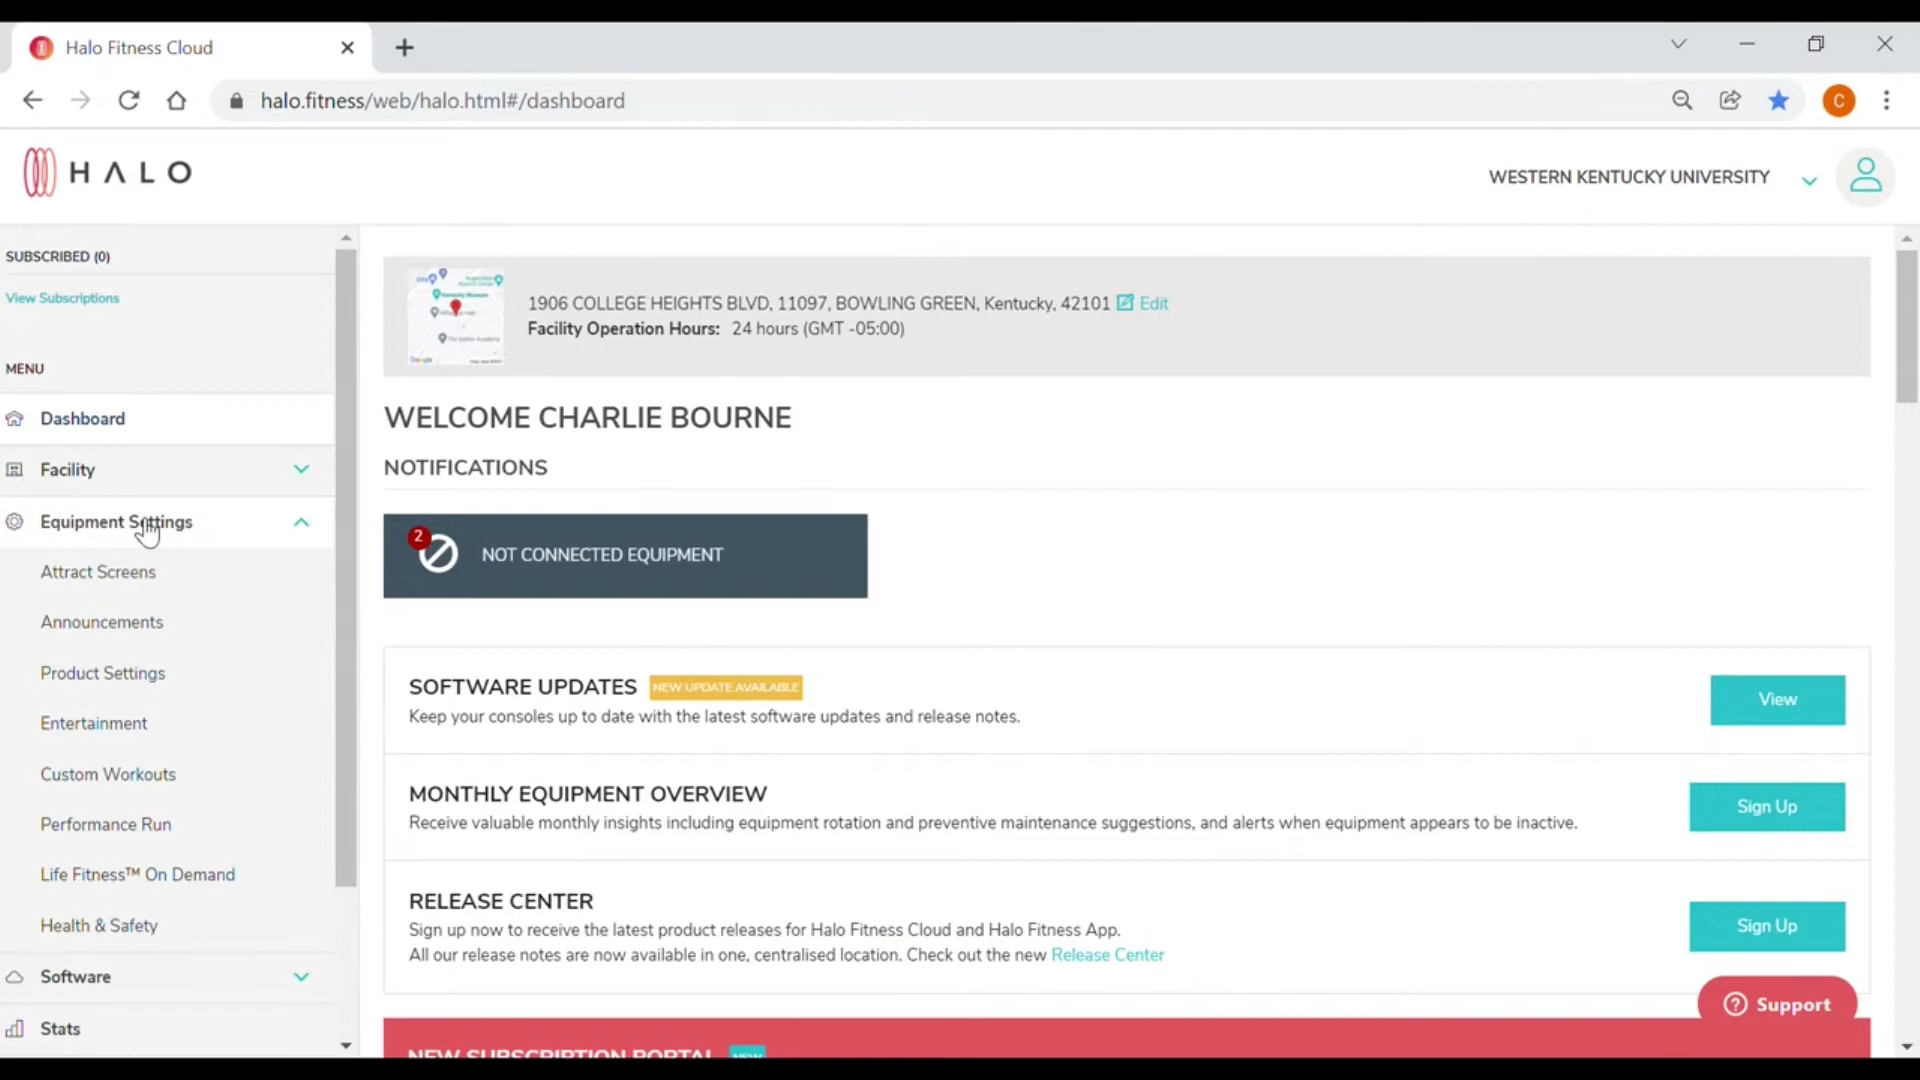 Halo Fitness Cloud
halo.fitness/web/halo.html#/dashboard
C
HALO
WESTERN KENTUCKY UNIVERSITY
SUBSCRIBED (0)
View Subscriptions
MENU
Dashboard
Facility
Equipment Settings
Attract Screens
Announcements
Product Settings
Entertainment
Custom Workouts
Performance Run
Life Fitness™ On Demand
Health & Safety
Software
Stats
1906 COLLEGE HEIGHTS BLVD, 11097, BOWLING GREEN, Kentucky, 42101 Edit
Facility Operation Hours: 24 hours (GMT -05:00)
WELCOME CHARLIE BOURNE
NOTIFICATIONS
2
NOT CONNECTED EQUIPMENT
SOFTWARE UPDATES NEW UPDATE AVAILABLE
Keep your consoles up to date with the latest software updates and release notes.
View
MONTHLY EQUIPMENT OVERVIEW
Receive valuable monthly insights including equipment rotation and preventive maintenance suggestions, and alerts when equipment appears to be inactive.
Sign Up
RELEASE CENTER
Sign up now to receive the latest product releases for Halo Fitness Cloud and Halo Fitness App.
All our release notes are now available in one, centralised location. Check out the new Release Center
Sign Up
Support
NEW SUBSCRIPTION PORTAL NEW